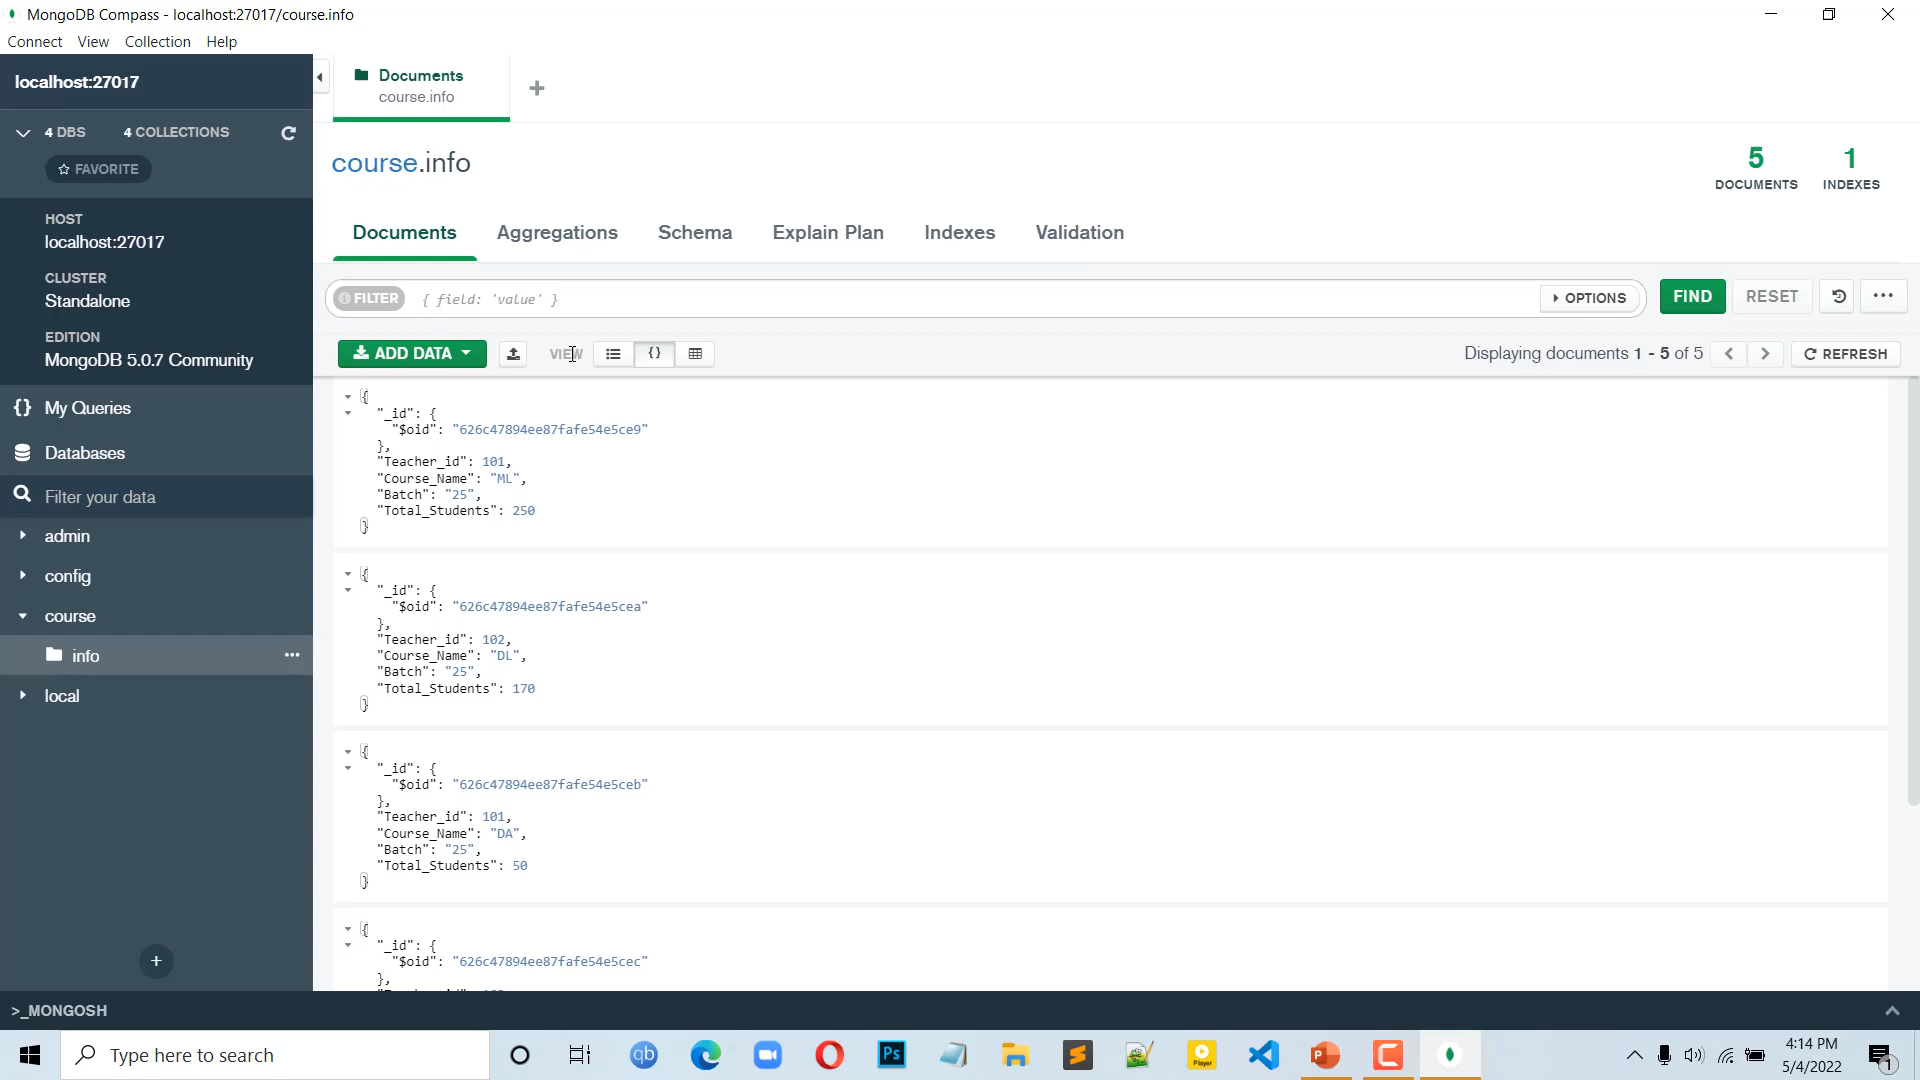 MongoDB Compass - localhost:27017/course.info
Connect View Collection Help
localhost:27017
4 DBS 4 COLLECTIONS
FAVORITE
HOST
localhost:27017
CLUSTER
Standalone
EDITION
MongoDB 5.0.7 Community
{} My Queries
Databases
Filter your data
admin
config
course
info
local
+
Documents
course.info
+
course.info
5
DOCUMENTS
1
INDEXES
Documents Aggregations Schema Explain Plan Indexes Validation
FILTER { field: 'value' } OPTIONS FIND RESET
ADD DATA VIEW {} Displaying documents 1 - 5 of 5 REFRESH
{
"_id": {
"$oid": "626c47894ee87fafe54e5ce9"
},
"Teacher_id": 101,
"Course_Name": "ML",
"Batch": "25",
"Total_Students": 250
}
{
"_id": {
"$oid": "626c47894ee87fafe54e5cea"
},
"Teacher_id": 102,
"Course_Name": "DL",
"Batch": "25",
"Total_Students": 170
}
{
"_id": {
"$oid": "626c47894ee87fafe54e5ceb"
},
"Teacher_id": 101,
"Course_Name": "DA",
"Batch": "25",
"Total_Students": 50
}
{
"_id": {
"$oid": "626c47894ee87fafe54e5cec"
},
>_MONGOSH
Type here to search
qb
Ps
Player
P
4:14 PM
5/4/2022
1